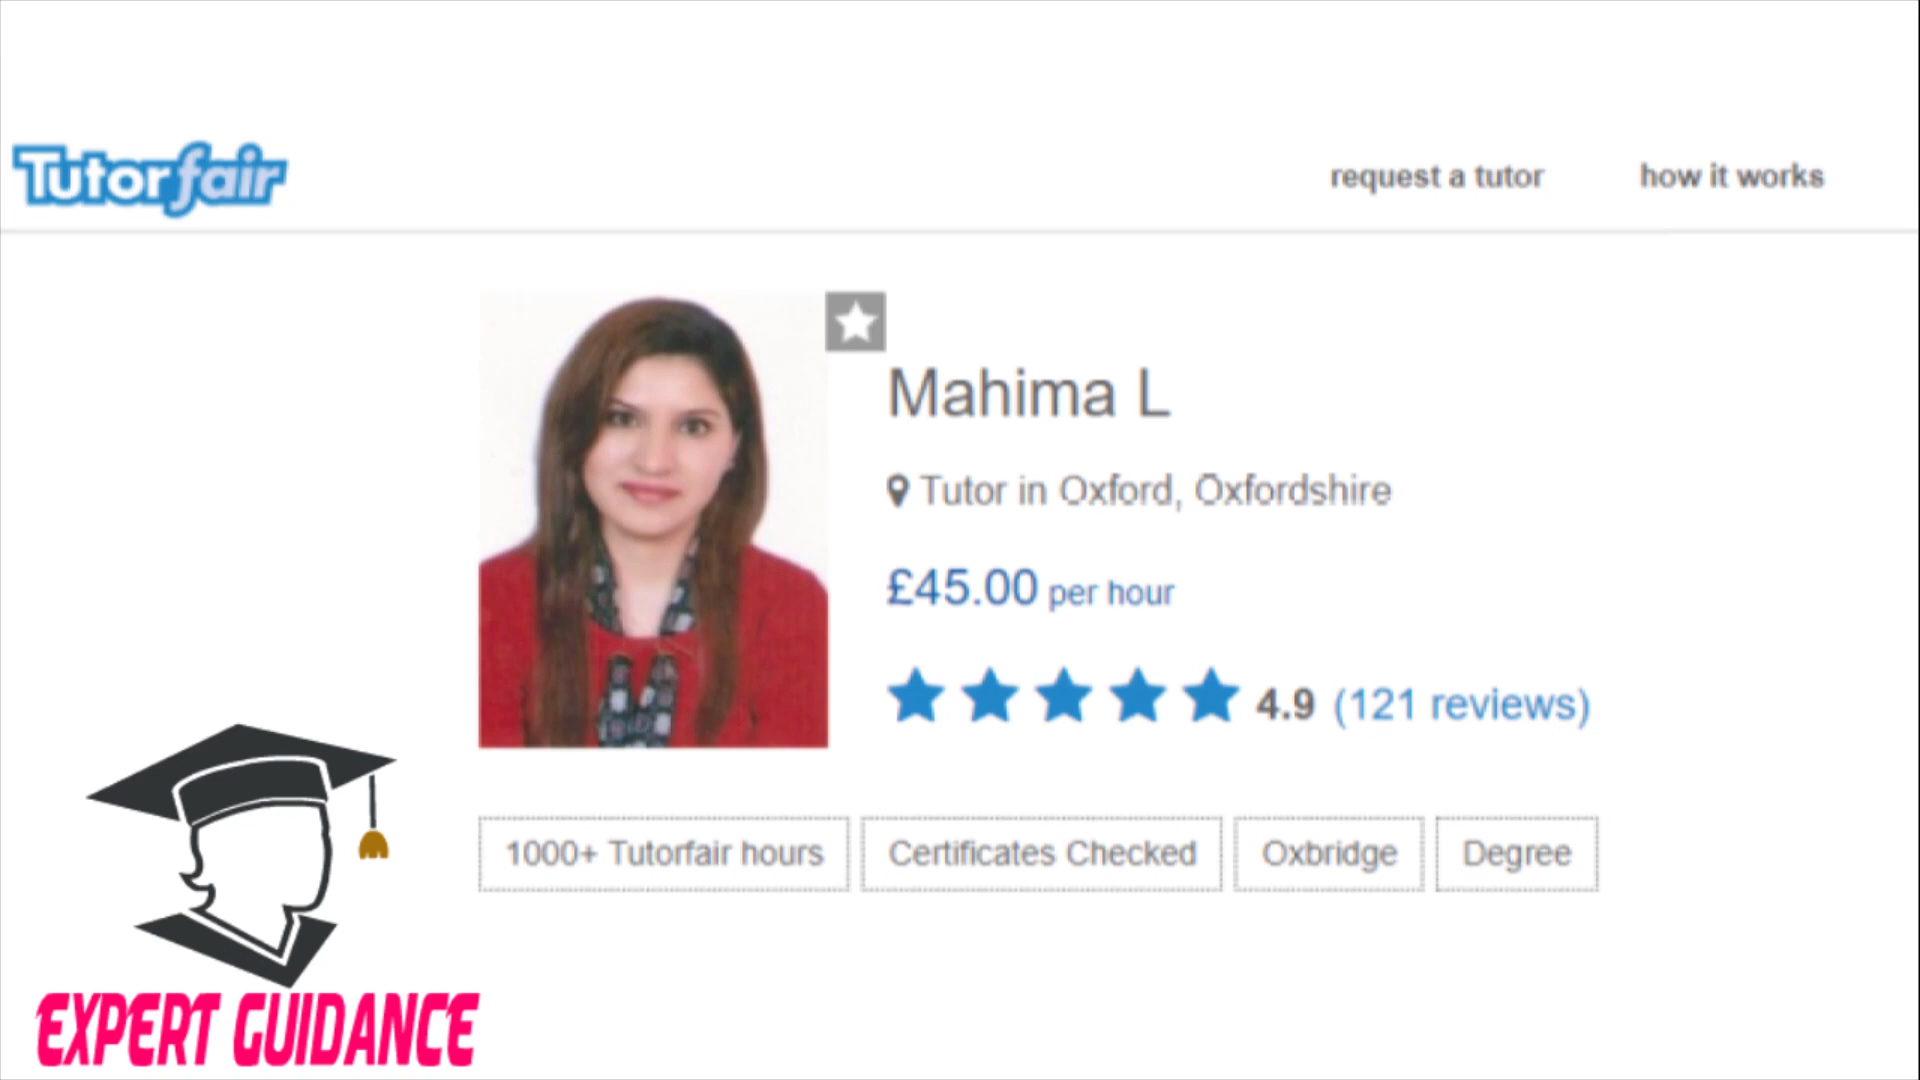 Tutorfair
request a tutor
how it works
Mahima L
Tutor in Oxford, Oxfordshire
£45.00 per hour
4.9 (121 reviews)
1000+ Tutorfair hours
Certificates Checked
Oxbridge
Degree
EXPERT GUIDANCE